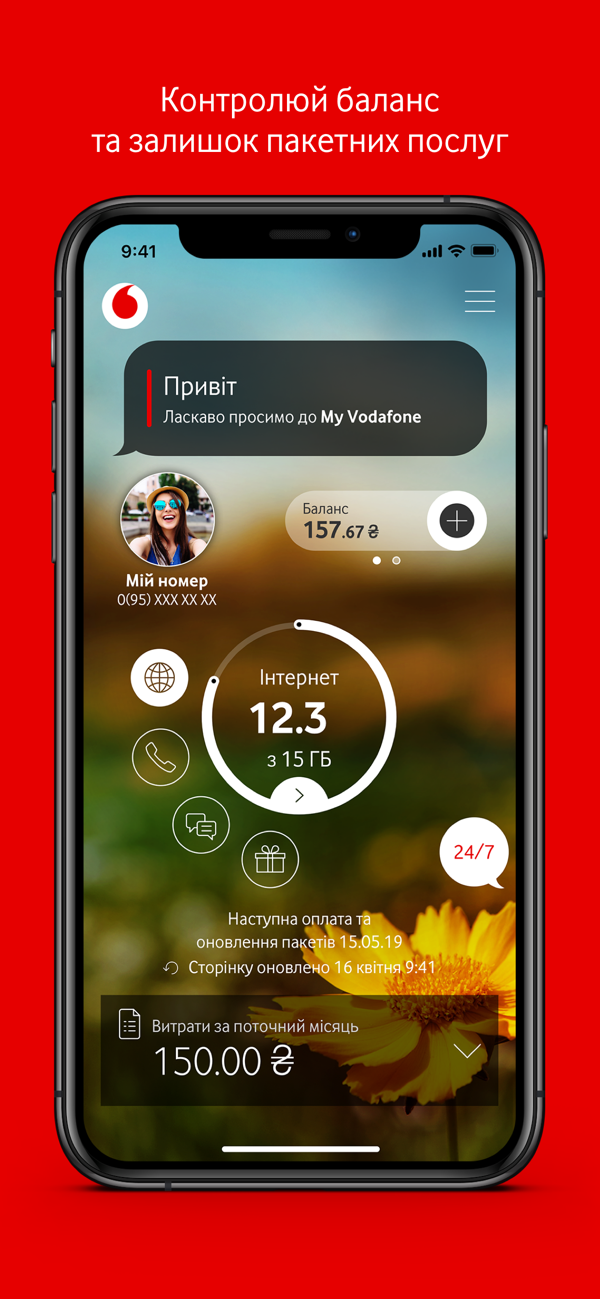 Контролюй баланс
та залишок пакетних послуг
9:41
Привіт
Ласкаво просимо до My Vodafone
Баланс
157.67 ₴
Мій номер
0(95) XXX XX XX
Інтернет
12.3
з 15 ГБ
24/7
Наступна оплата та
оновлення пакетів 15.05.19
Сторінку оновлено 16 квітня 9:41
Витрати за поточний місяць
150.00 ₴